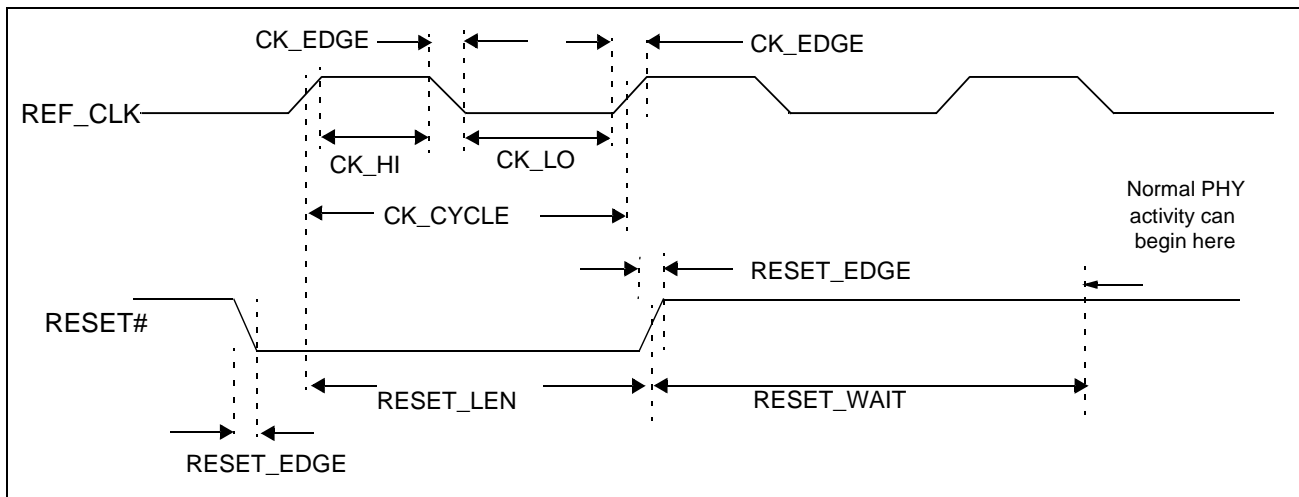 CK_EDGE
CK_EDGE
REF_CLK
CK_HI
CK_LO
CK_CYCLE
Normal PHY
activity can
begin here
RESET_EDGE
RESET#
RESET_LEN
RESET_WAIT
RESET_EDGE